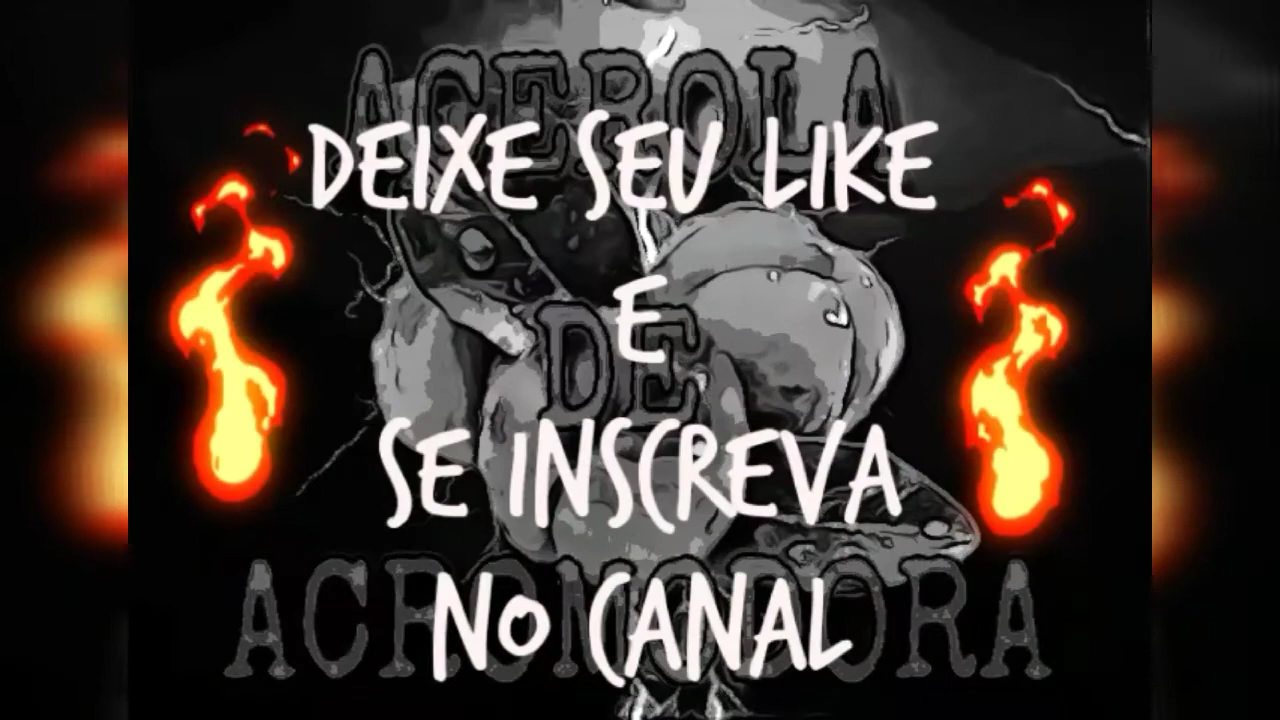 ACEROLA
DEIXE SEU LIKE
E
DE
SE INSCREVA
NO CANAL